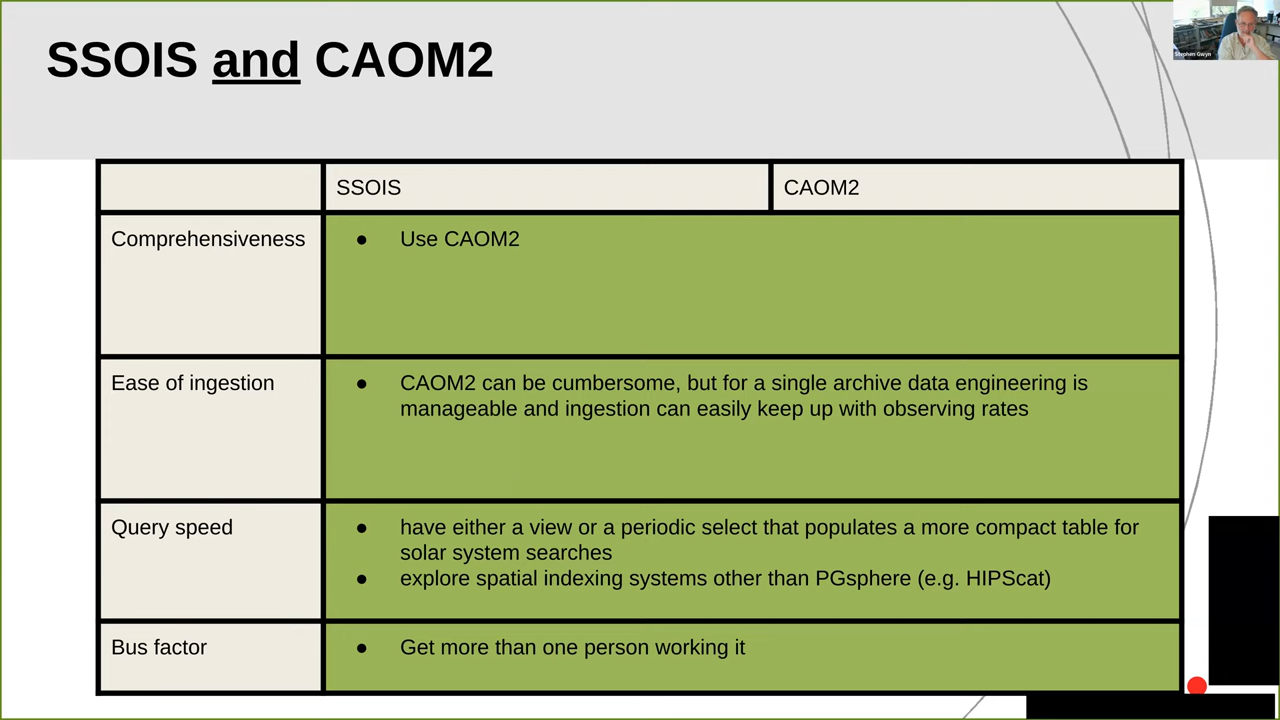 SSOIS and CAOM2
Stephen Gwyn
SSOIS
CAOM2
Comprehensiveness
● Use CAOM2
Ease of ingestion
● CAOM2 can be cumbersome, but for a single archive data engineering is
manageable and ingestion can easily keep up with observing rates
Query speed
● have either a view or a periodic select that populates a more compact table for
solar system searches
● explore spatial indexing systems other than PGsphere (e.g. HIPScat)
Bus factor
● Get more than one person working it